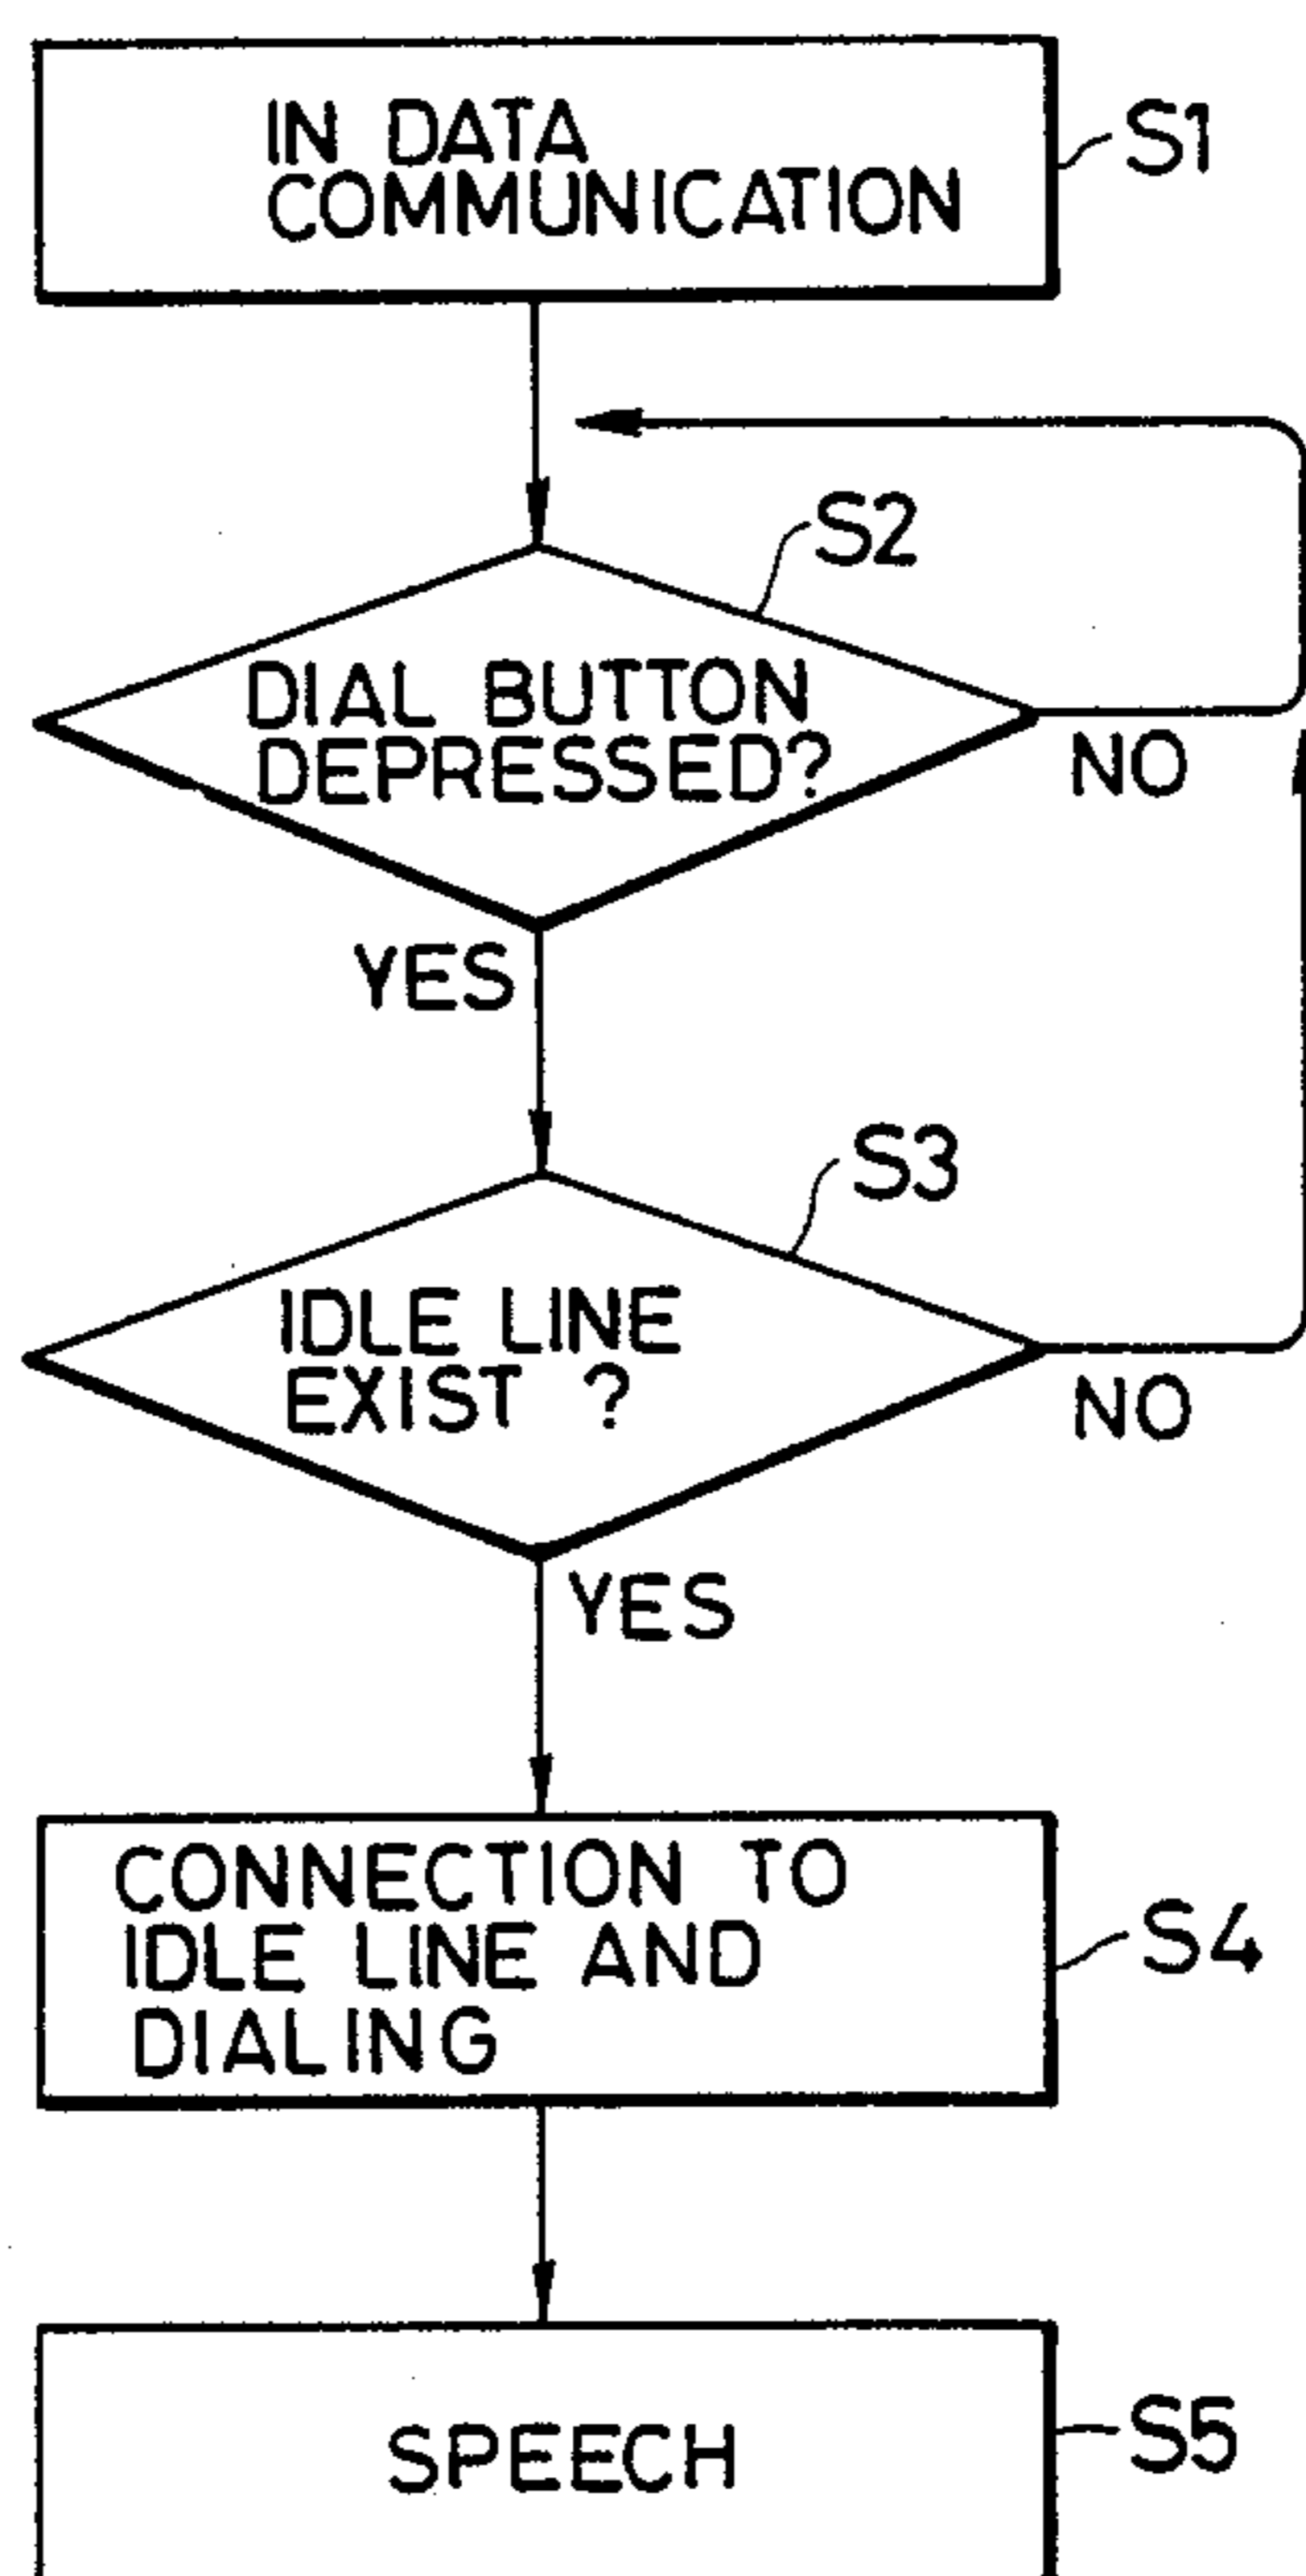 IN DATA
COMMUNICATION
S1
S2
DIAL BUTTON
DEPRESSED?
NO
YES
S3
IDLE LINE
EXIST ?
NO
YES
CONNECTION TO
IDLE LINE AND
DIALING
S4
SPEECH
S5